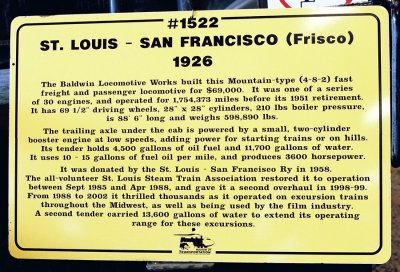 #1522
ST. LOUIS - SAN FRANCISCO (Frisco)
1926
The Baldwin Locomotive Works built this Mountain-type (4-8-2) fast
freight and passenger locomotive for $69,000. It was one of a series
of 30 engines, and operated for 1,754,373 miles before its 1951 retirement.
It has 69 1/2" driving wheels, 28" x 28" cylinders, 210 lbs boiler pressure,
is 88' 6" long and weighs 598,890 lbs.
The trailing axle under the cab is powered by a small, two-cylinder
booster engine at low speeds, adding power for starting trains or on hills.
Its tender holds 4,500 gallons of oil fuel and 11,700 gallons of water.
It uses 10 - 15 gallons of fuel oil per mile, and produces 3600 horsepower.
It was donated by the St. Louis - San Francisco Ry in 1958.
The all-volunteer St. Louis Steam Train Association restored it to operation
between Sept 1985 and Apr 1988, and gave it a second overhaul in 1998-99.
From 1988 to 2002 it thrilled thousands as it operated on excursion trains
throughout the Midwest, as well as being used by the film industry.
A second tender carried 13,600 gallons of water to extend its operating
range for these excursions.